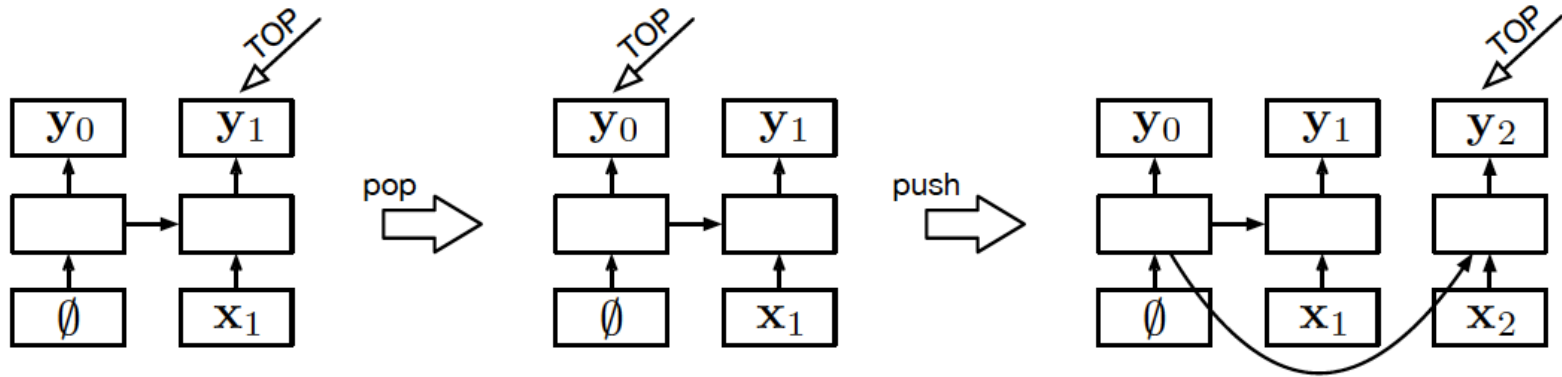 TOP TOP TOP
y₀ y₁ y₀ y₁ y₀ y₁ y₂
pop push
∅ x₁ ∅ x₁ ∅ x₁ x₂